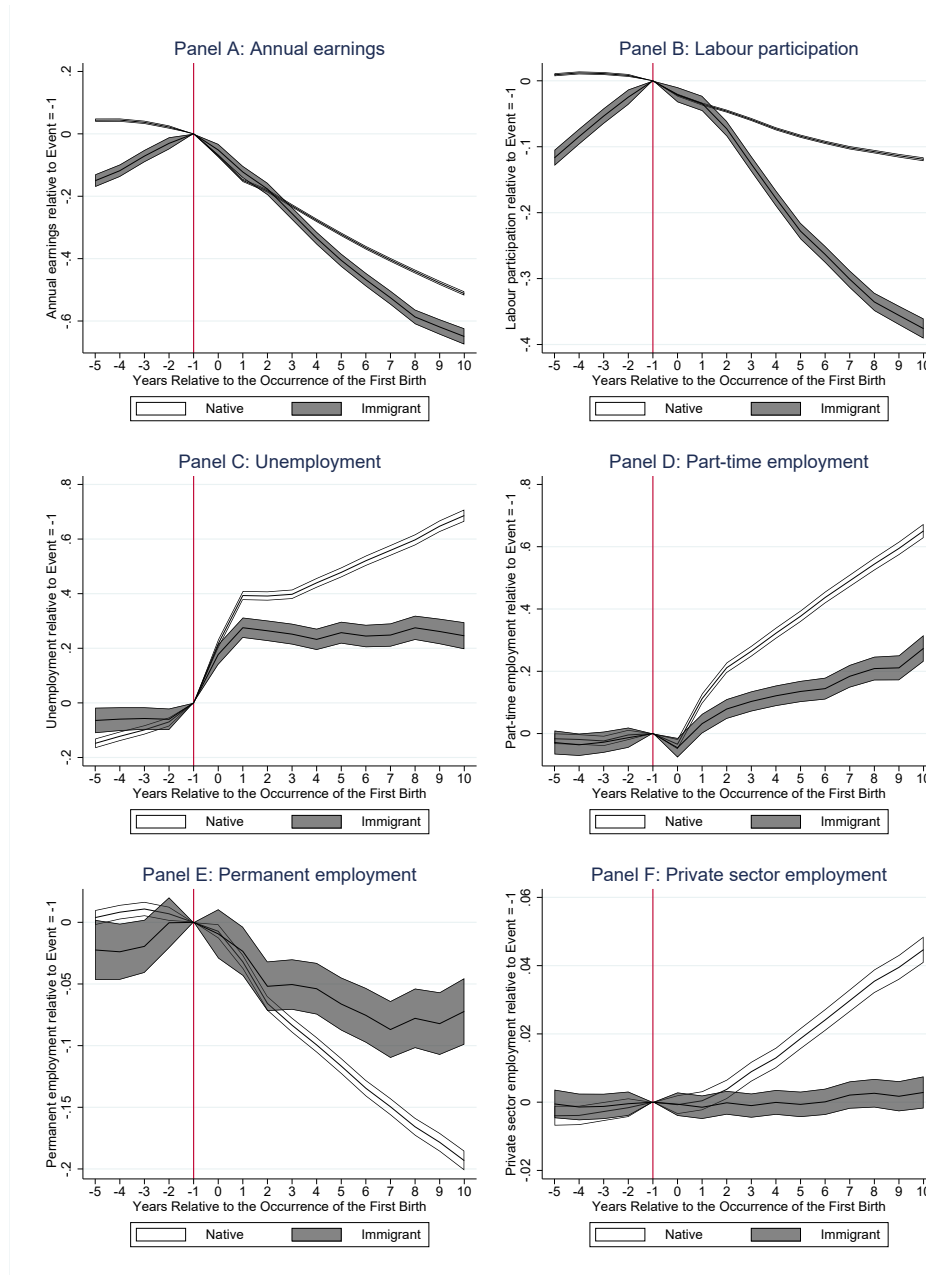 Panel A: Annual earnings
Annual earnings relative to Event = -1
.2
0
-.2
-.4
-.6
-5 -4 -3 -2 -1 0 1 2 3 4 5 6 7 8 9 10
Years Relative to the Occurrence of the First Birth
Native Immigrant
Panel B: Labour participation
Labour participation relative to Event = -1
0
-.1
-.2
-.3
-.4
-5 -4 -3 -2 -1 0 1 2 3 4 5 6 7 8 9 10
Years Relative to the Occurrence of the First Birth
Native Immigrant
Panel C: Unemployment
Unemployment relative to Event = -1
.8
.6
.4
.2
0
-.2
-5 -4 -3 -2 -1 0 1 2 3 4 5 6 7 8 9 10
Years Relative to the Occurrence of the First Birth
Native Immigrant
Panel D: Part-time employment
Part-time employment relative to Event = -1
.8
.6
.4
.2
0
-5 -4 -3 -2 -1 0 1 2 3 4 5 6 7 8 9 10
Years Relative to the Occurrence of the First Birth
Native Immigrant
Panel E: Permanent employment
Permanent employment relative to Event = -1
0
-.05
-.1
-.15
-.2
-5 -4 -3 -2 -1 0 1 2 3 4 5 6 7 8 9 10
Years Relative to the Occurrence of the First Birth
Native Immigrant
Panel F: Private sector employment
Private sector employment relative to Event = -1
.06
.04
.02
0
-.02
-5 -4 -3 -2 -1 0 1 2 3 4 5 6 7 8 9 10
Years Relative to the Occurrence of the First Birth
Native Immigrant